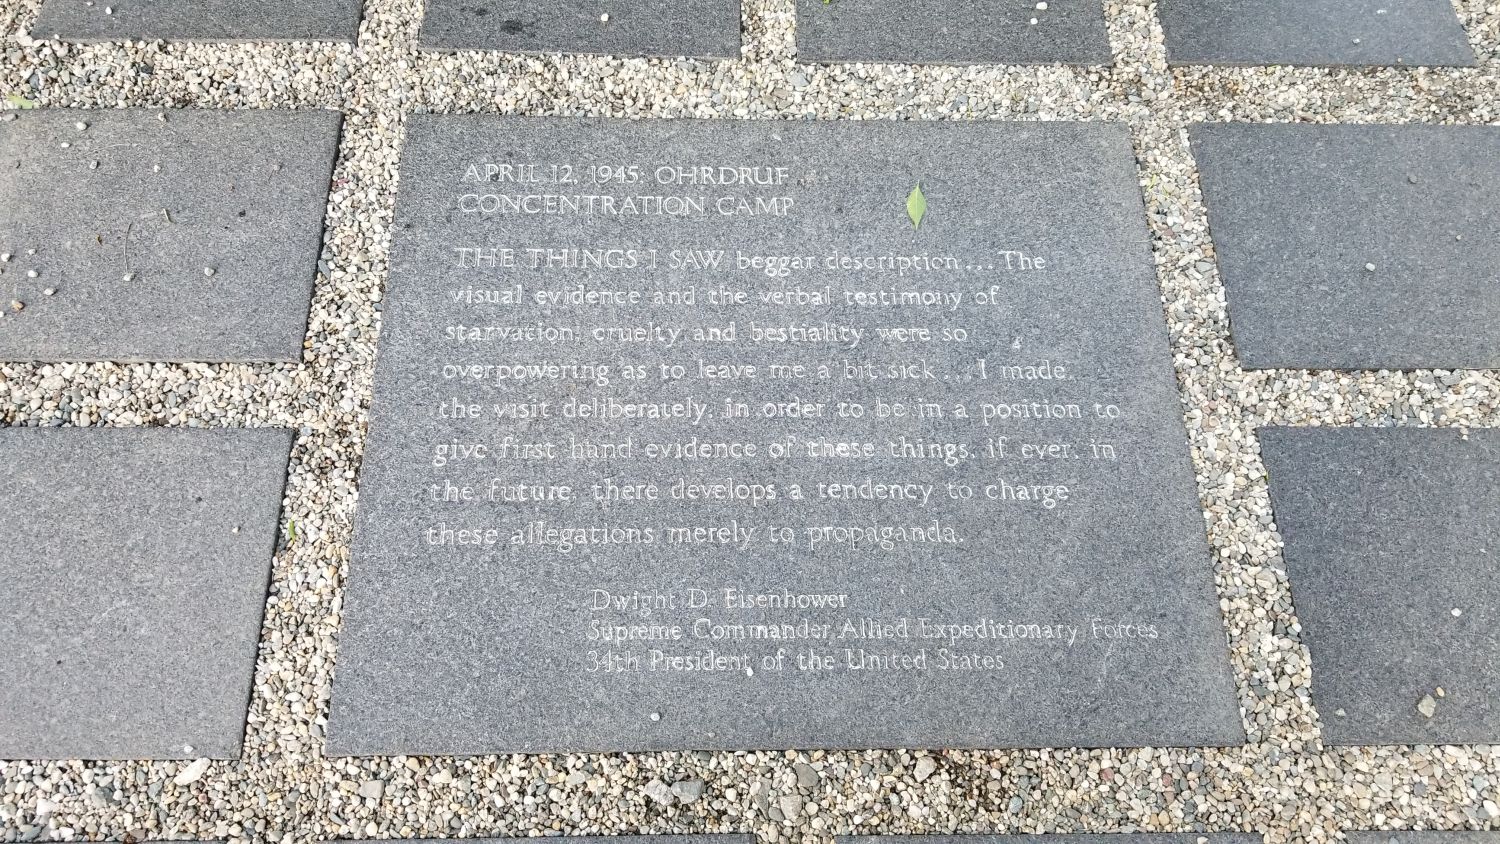 APRIL 12, 1945: OHRDRUF
CONCENTRATION CAMP
THE THINGS I SAW beggar description... The
visual evidence and the verbal testimony of
starvation, cruelty and bestiality were so
overpowering as to leave me a bit sick... I made
the visit deliberately, in order to be in a position to
give first hand evidence of these things, if ever, in
the future, there develops a tendency to charge
these allegations merely to propaganda.
Dwight D. Eisenhower
Supreme Commander, Allied Expeditionary Forces
34th President of the United States